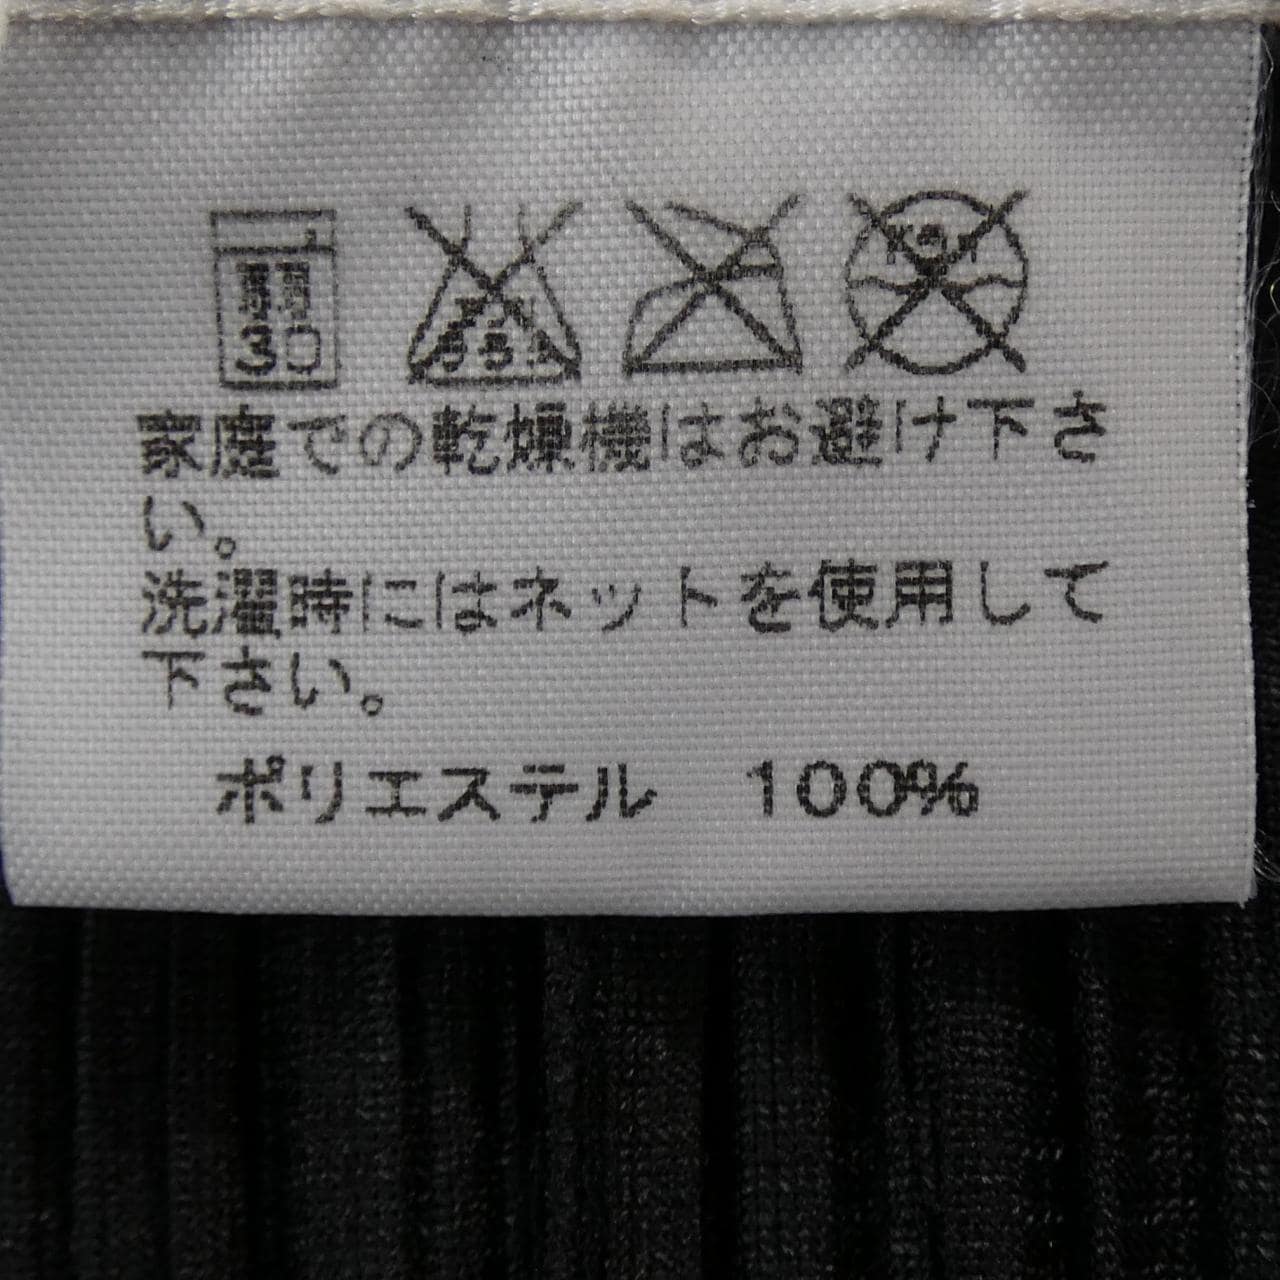 30
家庭での乾燥機はお避け下さ
い。
洗濯時にはネットを使用して
下さい。
ポリエステル 100%